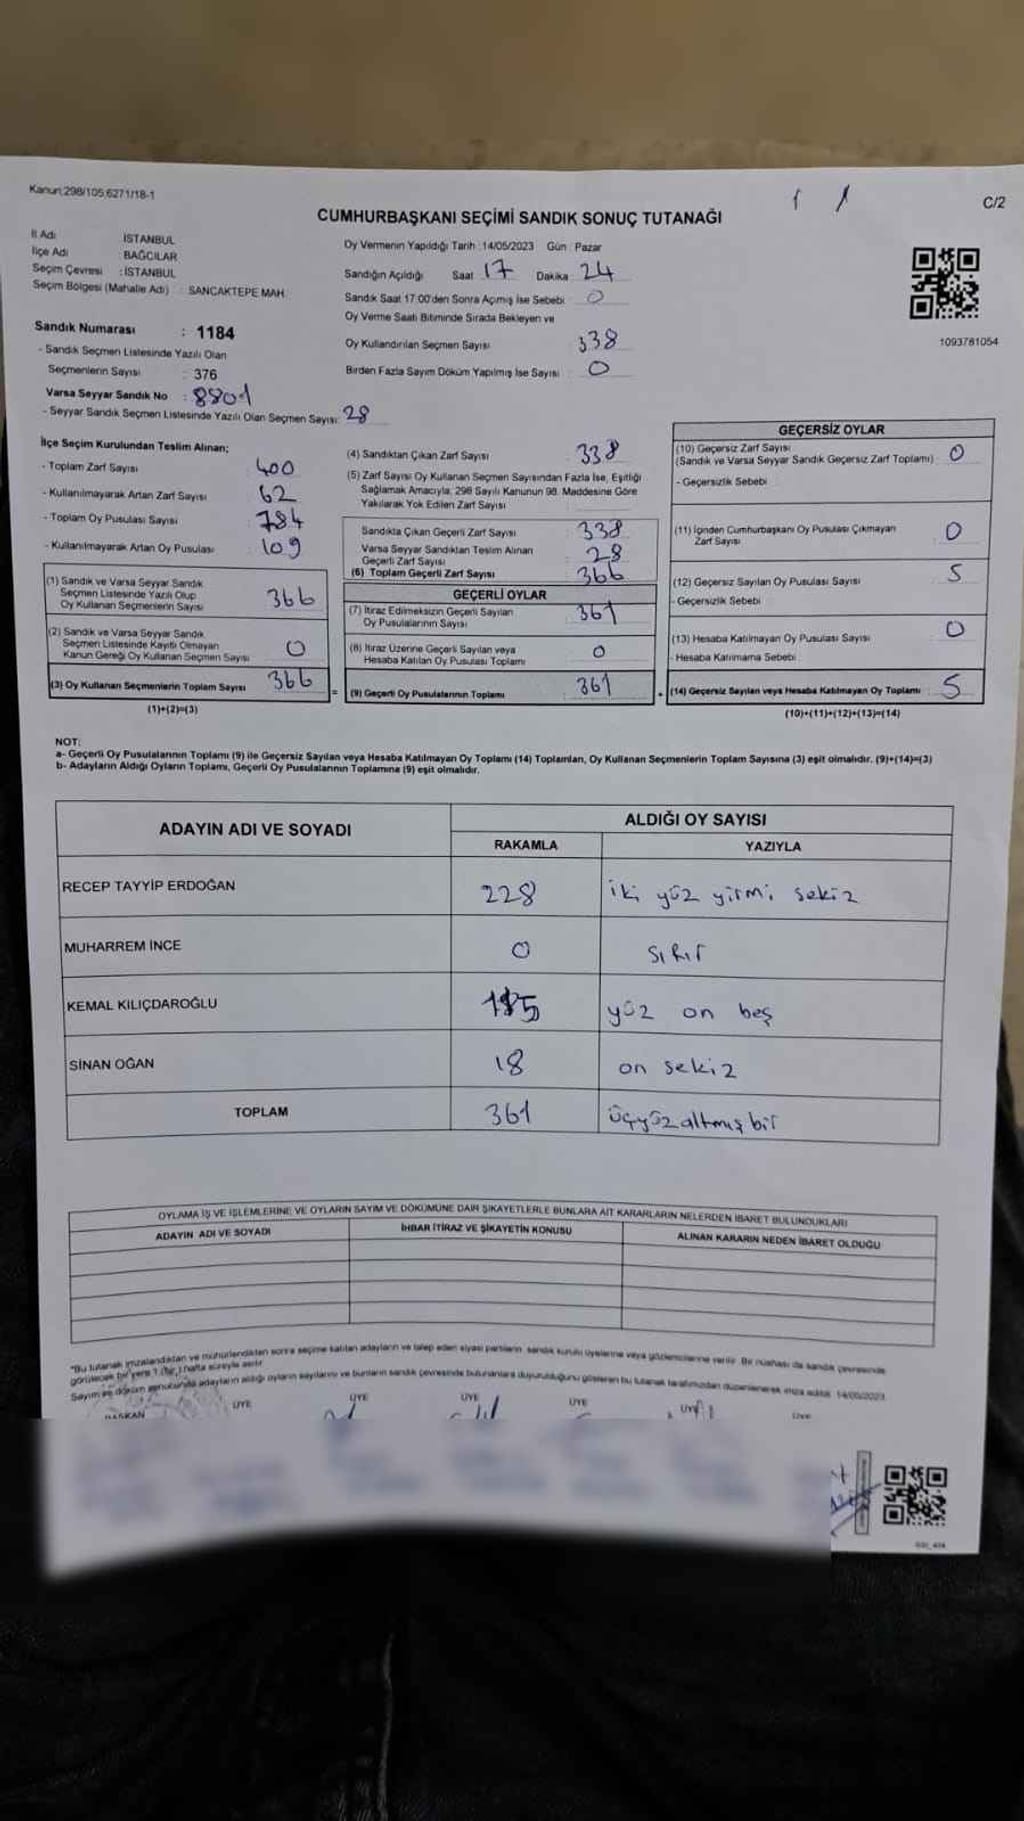 Kanun:298/105,6271/18-1
C/2
CUMHURBAŞKANI SEÇİMİ SANDIK SONUÇ TUTANAĞI
İl Adı İSTANBUL
İlçe Adı BAĞCILAR
Seçim Çevresi : İSTANBUL
Seçim Bölgesi (Mahalle Adı) : SANCAKTEPE MAH.
Sandık Numarası : 1184
- Sandık Seçmen Listesinde Yazılı Olan
Seçmenlerin Sayısı : 376
Varsa Seyyar Sandık No : 8801
- Seyyar Sandık Seçmen Listesinde Yazılı Olan Seçmen Sayısı: 28
Oy Vermenin Yapıldığı Tarih : 14/05/2023 Gün : Pazar
Sandığın Açıldığı Saat 17 Dakika 24
Sandık Saat 17:00'den Sonra Açılmış İse Sebebi : 0
Oy Verme Saati Bitiminde Sırada Bekleyen ve
Oy Kullandırılan Seçmen Sayısı 338
Birden Fazla Sayım Döküm Yapılmış İse Sayısı : 0
1093781054
İlçe Seçim Kurulundan Teslim Alınan;
- Toplam Zarf Sayısı 400
- Kullanılmayarak Artan Zarf Sayısı 62
- Toplam Oy Pusulası Sayısı 784
- Kullanılmayarak Artan Oy Pusulası 109
(1) Sandık ve Varsa Seyyar Sandık
Seçmen Listesinde Yazılı Olup
Oy Kullanan Seçmenlerin Sayısı 366
(2) Sandık ve Varsa Seyyar Sandık
Seçmen Listesinde Kayıtlı Olmayan
Kanun Gereği Oy Kullanan Seçmen Sayısı 0
(3) Oy Kullanan Seçmenlerin Toplam Sayısı 366
(1)+(2)=(3)
(4) Sandıktan Çıkan Zarf Sayısı 338
(5) Zarf Sayısı Oy Kullanan Seçmen Sayısından Fazla İse, Eşitliği
Sağlamak Amacıyla, 298 Sayılı Kanunun 98. Maddesine Göre
Yakılarak Yok Edilen Zarf Sayısı
Sandıkta Çıkan Geçerli Zarf Sayısı 338
Varsa Seyyar Sandıktan Teslim Alınan
Geçerli Zarf Sayısı 28
(6) Toplam Geçerli Zarf Sayısı 366
GEÇERLİ OYLAR
(7) İtiraz Edilmeksizin Geçerli Sayılan
Oy Pusulalarının Sayısı 361
(8) İtiraz Üzerine Geçerli Sayılan veya
Hesaba Katılan Oy Pusulası Toplamı 0
= (9) Geçerli Oy Pusulalarının Toplamı 361
GEÇERSİZ OYLAR
(10) Geçersiz Zarf Sayısı
(Sandık ve Varsa Seyyar Sandık Geçersiz Zarf Toplamı) 0
- Geçersizlik Sebebi
(11) İçinden Cumhurbaşkanı Oy Pusulası Çıkmayan
Zarf Sayısı 0
(12) Geçersiz Sayılan Oy Pusulası Sayısı 5
- Geçersizlik Sebebi
(13) Hesaba Katılmayan Oy Pusulası Sayısı 0
- Hesaba Katılmama Sebebi
+ (14) Geçersiz Sayılan veya Hesaba Katılmayan Oy Toplamı 5
(10)+(11)+(12)+(13)=(14)
NOT:
a- Geçerli Oy Pusulalarının Toplamı (9) ile Geçersiz Sayılan veya Hesaba Katılmayan Oy Toplamı (14) Toplamları, Oy Kullanan Seçmenlerin Toplam Sayısına (3) eşit olmalıdır. (9)+(14)=(3)
b- Adayların Aldığı Oyların Toplamı, Geçerli Oy Pusulalarının Toplamına (9) eşit olmalıdır.
ADAYIN ADI VE SOYADI
ALDIĞI OY SAYISI
RAKAMLA YAZIYLA
RECEP TAYYİP ERDOĞAN 228 iki yüz yirmi sekiz
MUHARREM İNCE 0 sıfır
KEMAL KILIÇDAROĞLU 115 yüz on beş
SİNAN OĞAN 18 on sekiz
TOPLAM 361 üçyüzaltmışbir
OYLAMA İŞ VE İŞLEMLERİNE VE OYLARIN SAYIM VE DÖKÜMÜNE DAİR ŞİKAYETLERLE BUNLARA AİT KARARLARIN NELERDEN İBARET BULUNDUKLARI
ADAYIN ADI VE SOYADI
İHBAR İTİRAZ VE ŞİKAYETİN KONUSU
ALINAN KARARIN NEDEN İBARET OLDUĞU
*Bu tutanak imzalandıktan ve mühürlendikten sonra seçime katılan adayların ve talep eden siyasi partilerin sandık kurulu üyelerine veya gözlemcilerine verilir. Bir nüshası da sandık çevresinde
görülecek bir yere 1 (bir) hafta süreyle asılır.
Sayım ve döküm sonucunda adayların aldığı oyların sayılarını ve bunların sandık çevresinde bulunanlara duyurulduğunu gösteren bu tutanak tarafımızdan düzenlenerek imza edildi. 14/05/2023
BAŞKAN ÜYE ÜYE ÜYE ÜYE ÜYE Üye